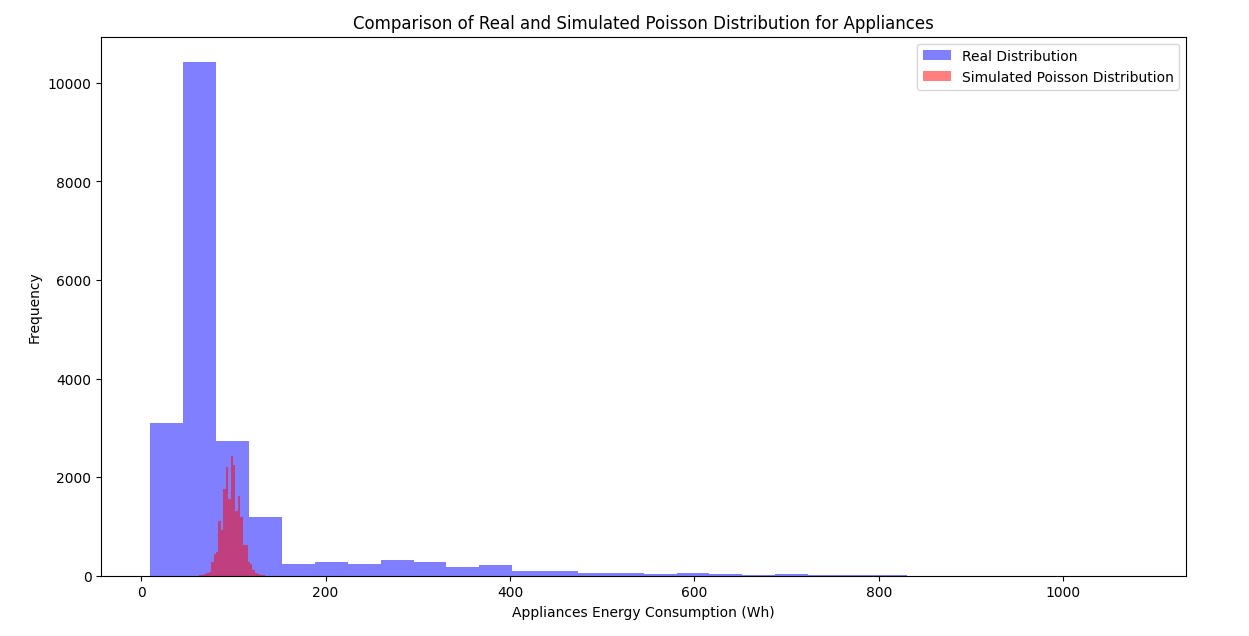 Comparison of Real and Simulated Poisson Distribution for Appliances
Real Distribution
Simulated Poisson Distribution
10000
8000
6000
4000
2000
0
Frequency
0 200 400 600 800 1000
Appliances Energy Consumption (Wh)